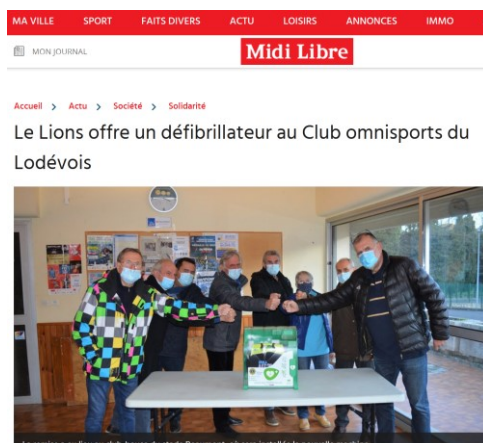 MA VILLE SPORT FAITS DIVERS ACTU LOISIRS ANNONCES IMMO
MON JOURNAL
Midi Libre
Accueil > Actu > Société > Solidarité
Le Lions offre un défibrillateur au Club omnisports du
Lodévois